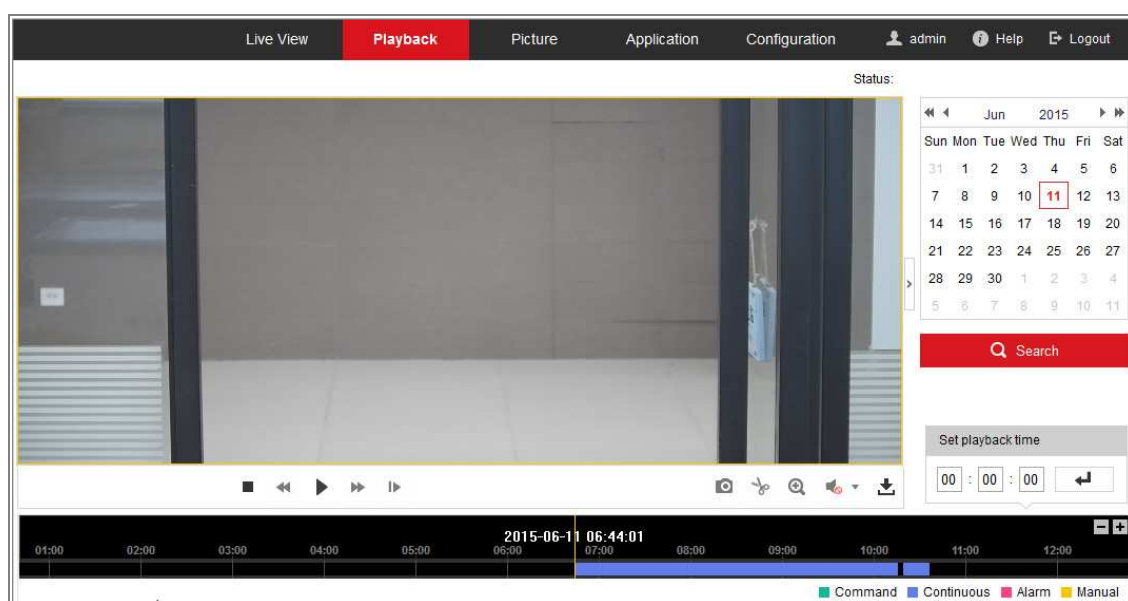 Live View Playback Picture Application Configuration admin Help Logout
Status:
Jun 2015
Sun Mon Tue Wed Thu Fri Sat
31 1 2 3 4 5 6
7 8 9 10 11 12 13
14 15 16 17 18 19 20
21 22 23 24 25 26 27
28 29 30 1 2 3 4
5 6 7 8 9 10 11
Search
Set playback time
00 : 00 : 00
2015-06-11 06:44:01
01:00 02:00 03:00 04:00 05:00 06:00 07:00 08:00 09:00 10:00 11:00 12:00
Command Continuous Alarm Manual